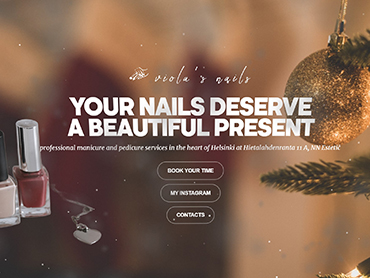 viola's nails
YOUR NAILS DESERVE
A BEAUTIFUL PRESENT
professional manicure and pedicure services in the heart of Helsinki at Hietalahdenranta 11 A, NN Estetic
BOOK YOUR TIME
MY INSTAGRAM
CONTACTS